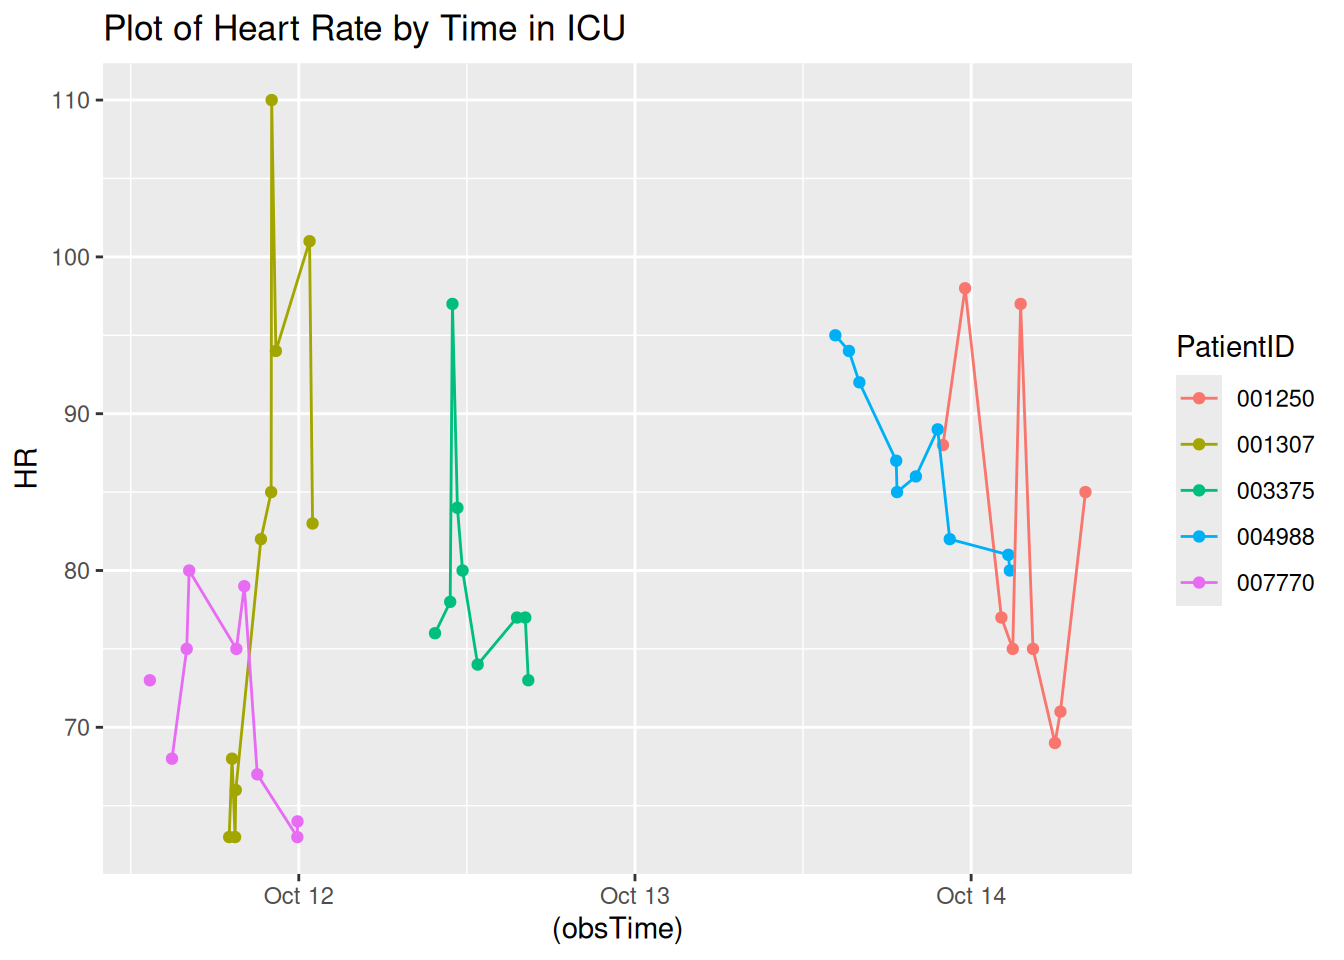 Plot of Heart Rate by Time in ICU
110
100
90
80
70
HR
Oct 12
Oct 13
Oct 14
(obsTime)
PatientID
001250
001307
003375
004988
007770